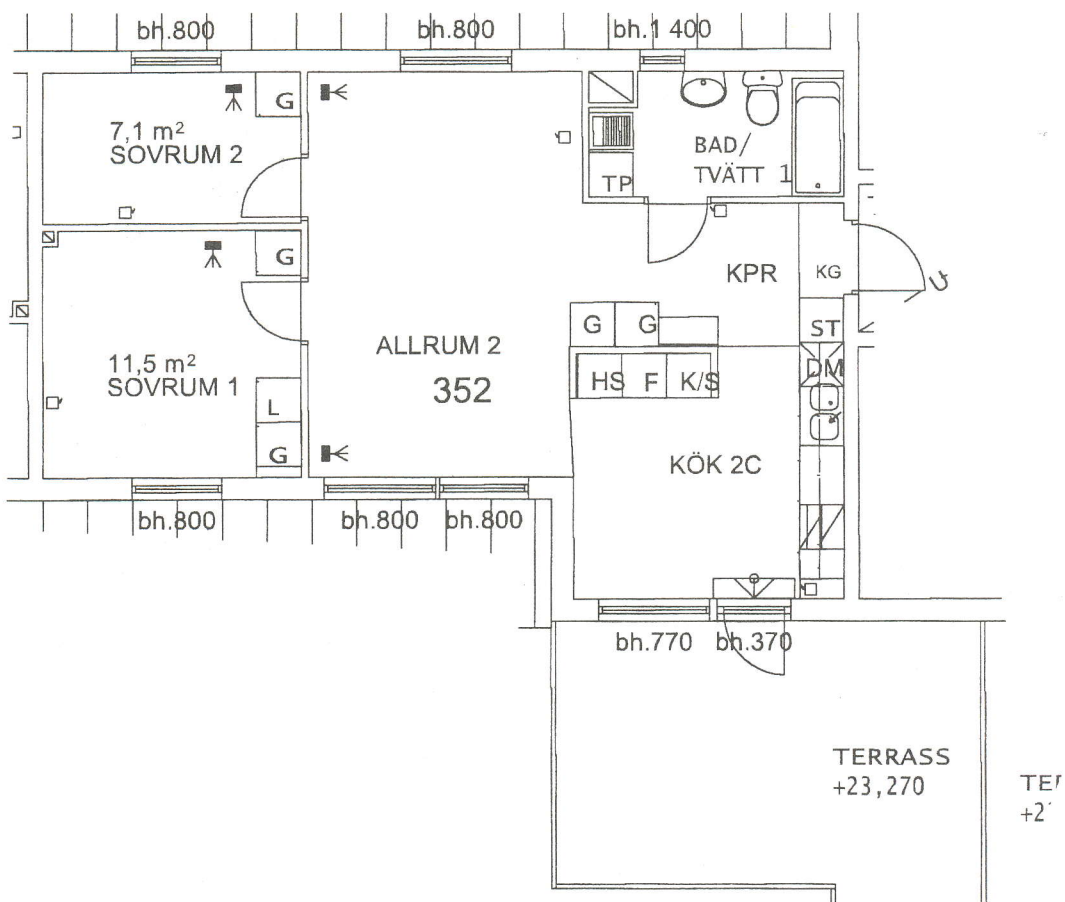 bh.800
bh.800
bh.1 400
G
7,1 m²
SOVRUM 2
BAD/
TVÄTT 1
TP
G
KPR
KG
G
G
ST
ALLRUM 2
352
11,5 m²
SOVRUM 1
L
G
HS
F
K/S
DM
KÖK 2C
bh.800
bh.800
bh.800
bh.770
bh.370
TERRASS
+23,270